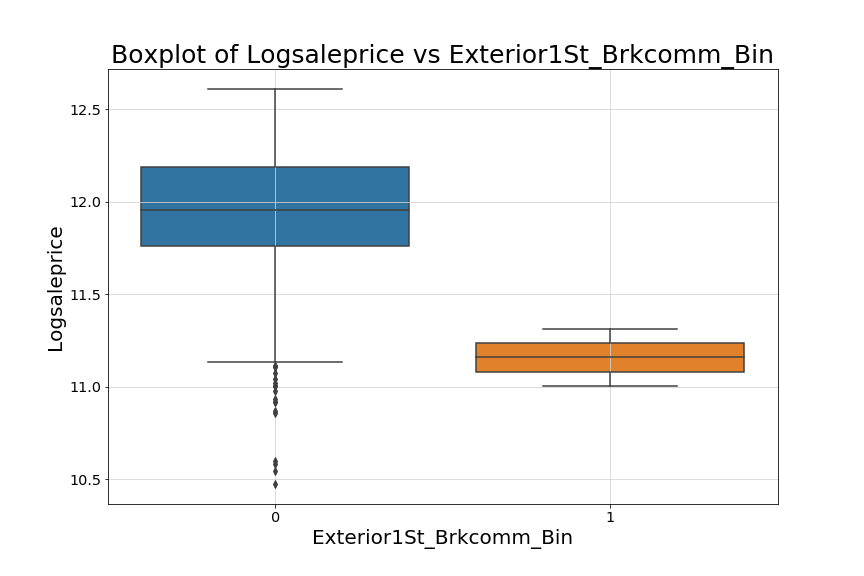 Boxplot of Logsaleprice vs Exterior1St_Brkcomm_Bin
12.5
12.0
11.5
11.0
10.5
Logsaleprice
0
1
Exterior1St_Brkcomm_Bin